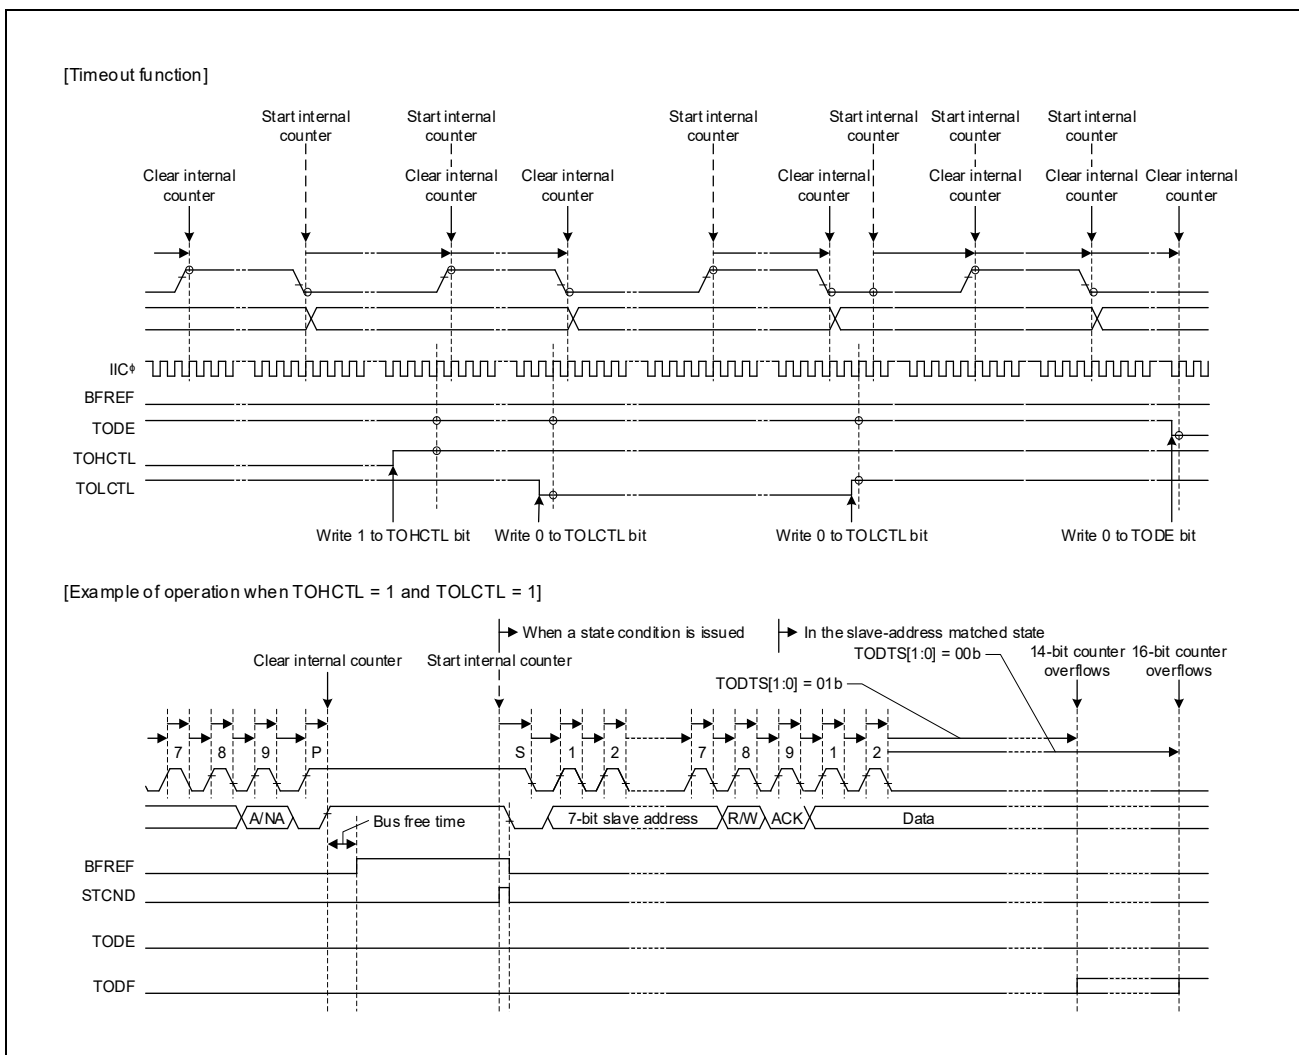 [Timeout function]
Start internal counter
Start internal counter
Start internal counter
Start internal counter
Start internal counter
Start internal counter
Clear internal counter
Clear internal counter
Clear internal counter
Clear internal counter
Clear internal counter
Clear internal counter
Clear internal counter
IICϕ
BFREF
TODE
TOHCTL
TOLCTL
Write 1 to TOHCTL bit
Write 0 to TOLCTL bit
Write 0 to TOLCTL bit
Write 0 to TODE bit
[Example of operation when TOHCTL = 1 and TOLCTL = 1]
When a state condition is issued
In the slave-address matched state
Clear internal counter
Start internal counter
TODTS[1:0] = 00b
14-bit counter overflows
16-bit counter overflows
TODTS[1:0] = 01b
7 8 9 P S 1 2 7 8 9 1 2
A/NA
Bus free time
7-bit slave address
R/W
ACK
Data
BFREF
STCND
TODE
TODF